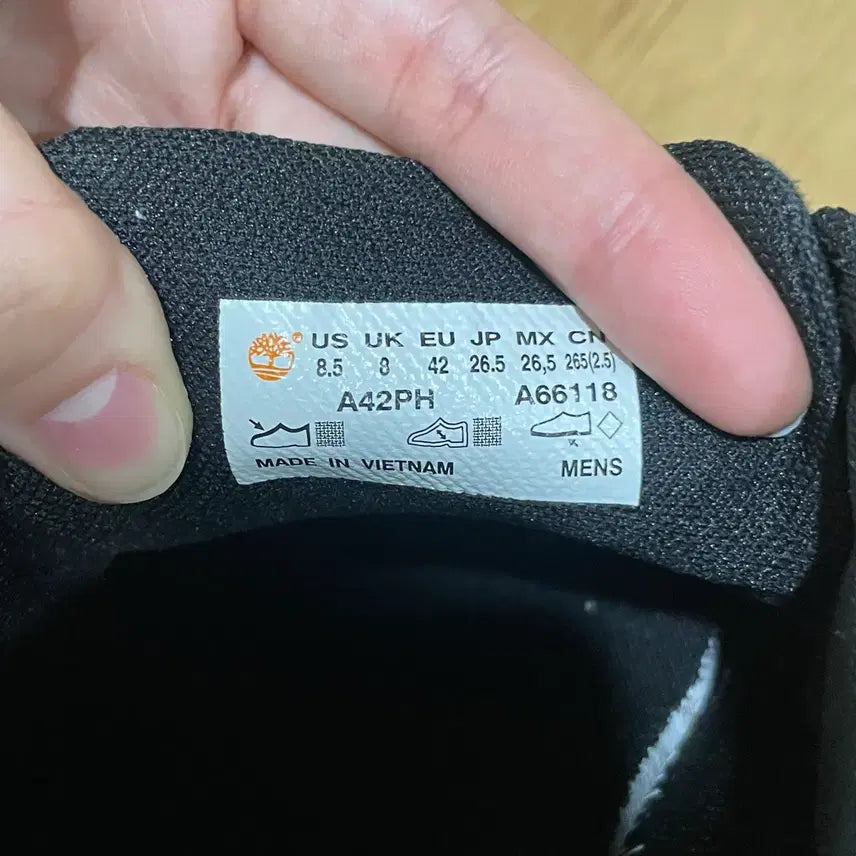 US UK EU JP MX CN
8.5 8 42 26.5 26,5 265(2.5)
A42PH A66118
MADE IN VIETNAM MENS